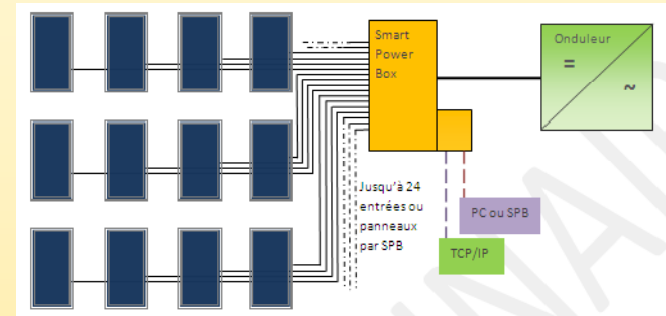 Smart
Power
Box
Onduleur
=
~
Jusqu'à 24
entrées ou
panneaux
par SPB
PC ou SPB
TCP/IP